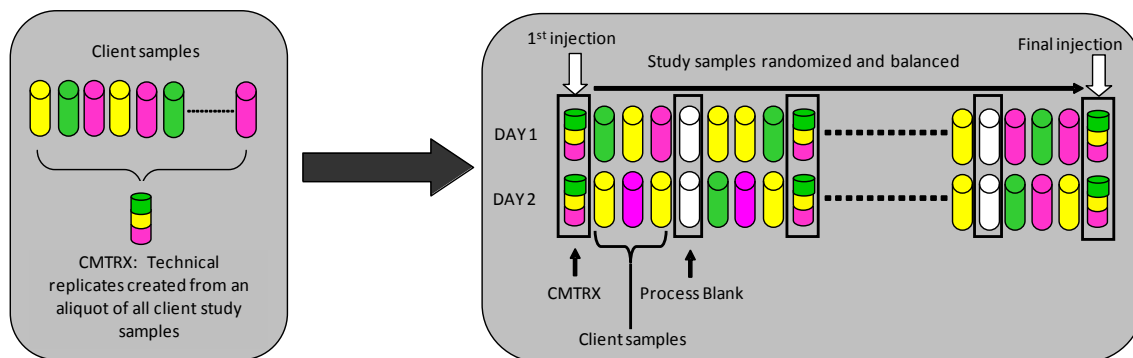 Client samples
CMTRX: Technical
replicates created from an
aliquot of all client study
samples
1st injection
Final injection
Study samples randomized and balanced
DAY 1
DAY 2
CMTRX
Process Blank
Client samples